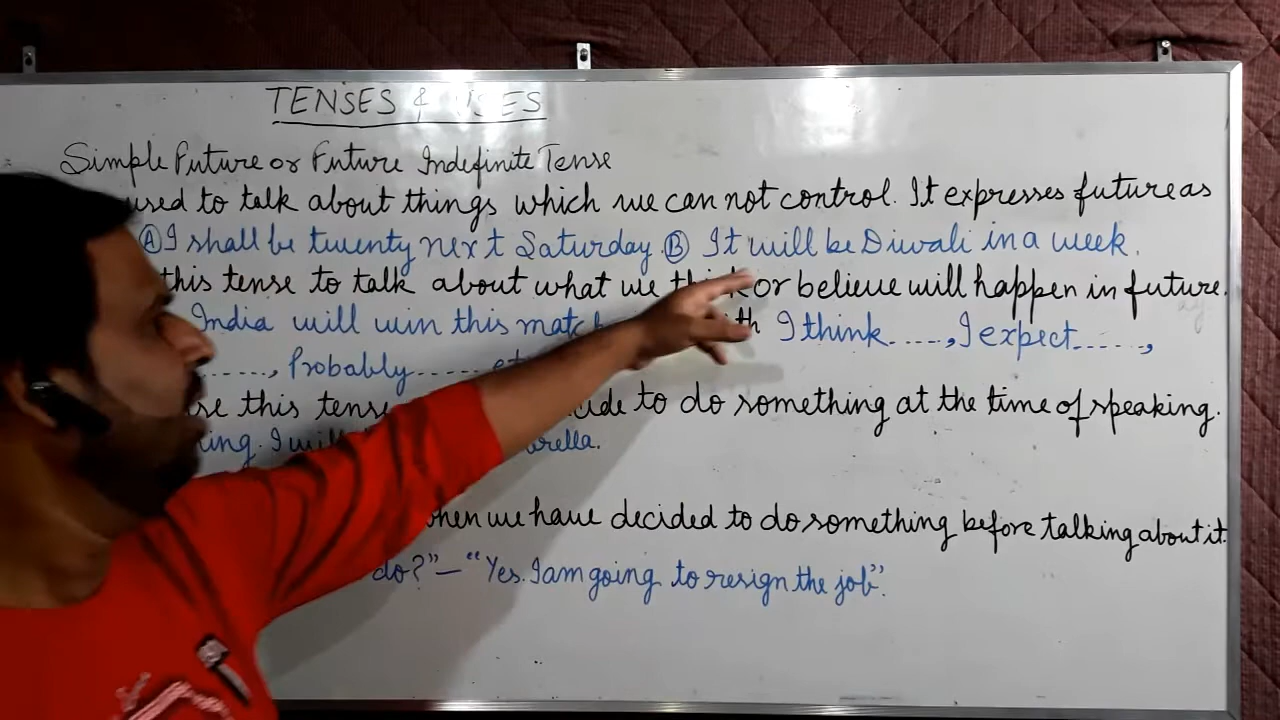 TENSES & USES
Simple Future or Future Indefinite Tense
used to talk about things which we can not control. It expresses future as
Ⓐ I shall be twenty next Saturday Ⓑ It will be Diwali in a week.
this tense to talk about what we think or believe will happen in future.
India will win this match I think ....., I expect .....,
......, Probably ......
this tense to do something at the time of speaking.
I will
when we have decided to do something before talking about it.
do?" — "Yes. I am going to resign the job".